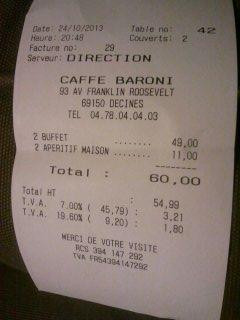 Date: 24/10/2013 Table no: 42
Heure: 20:48 Couverts: 2
Facture no: 29
Serveur: DIRECTION
CAFFE BARONI
93 AV FRANKLIN ROOSEVELT
69150 DECINES
TEL 04.78.04.04.03
2 BUFFET ........ 49,00
2 APERITIF MAISON ........ 11,00
---------
Total : 60,00
Total HT : 54,99
T.V.A. 7.00% ( 45,79) : 3,21
T.V.A. 19.60% ( 9,20) : 1,80
MERCI DE VOTRE VISITE
RCS 394 147 292
TVA FR54394147292